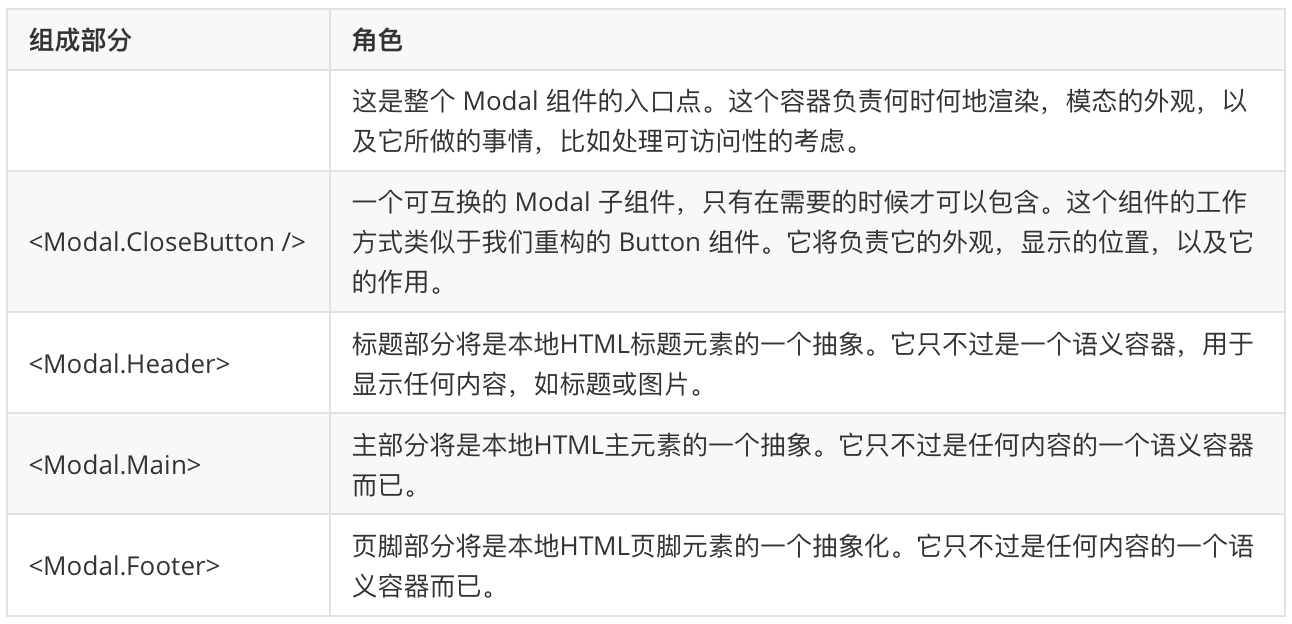 组成部分 角色
这是整个 Modal 组件的入口点。这个容器负责何时何地渲染，模态的外观，以
及它所做的事情，比如处理可访问性的考虑。
一个可互换的 Modal 子组件，只有在需要的时候才可以包含。这个组件的工作
<Modal.CloseButton /> 方式类似于我们重构的 Button 组件。它将负责它的外观，显示的位置，以及它
的作用。
<Modal.Header>
标题部分将是本地HTML标题元素的一个抽象。它只不过是一个语义容器，用于
显示任何内容，如标题或图片。
<Modal.Main>
主部分将是本地HTML主元素的一个抽象。它只不过是任何内容的一个语义容器
而已。
<Modal.Footer>
页脚部分将是本地HTML页脚元素的一个抽象化。它只不过是任何内容的一个语
义容器而已。